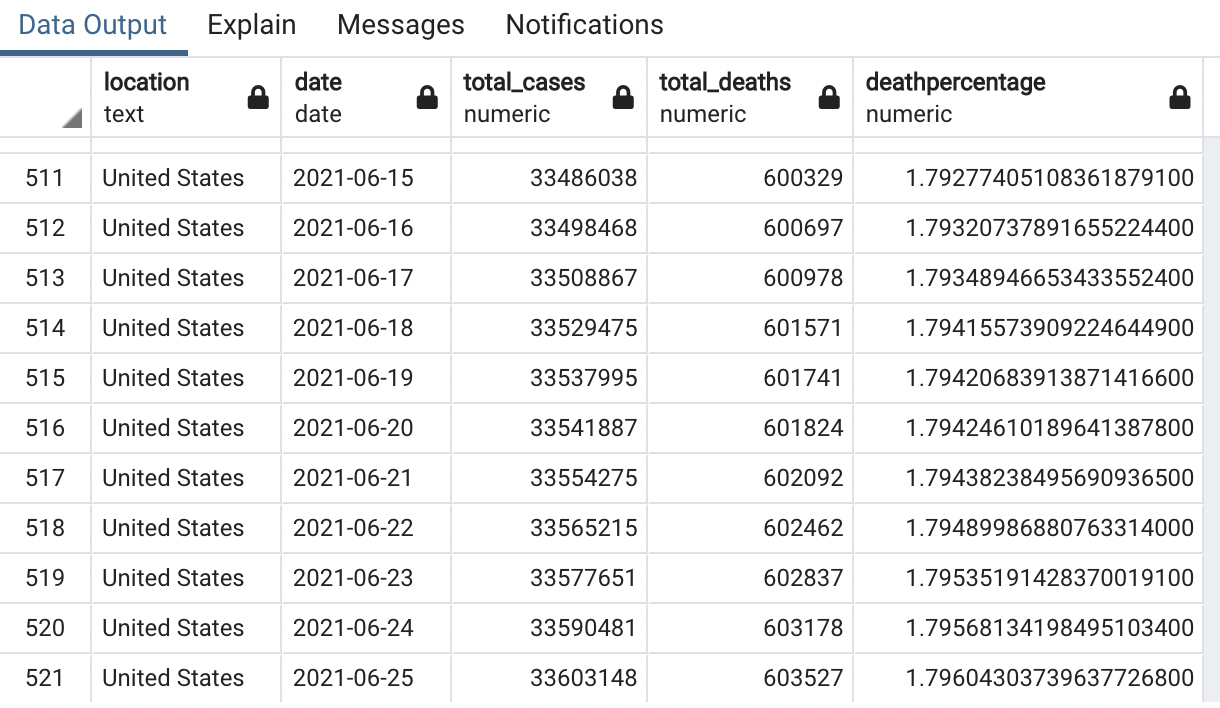 Data Output Explain Messages Notifications
location date total_cases total_deaths deathpercentage
text date numeric numeric numeric
511 United States 2021-06-15 33486038 600329 1.79277405108361879100
512 United States 2021-06-16 33498468 600697 1.79320737891655224400
513 United States 2021-06-17 33508867 600978 1.79348946653433552400
514 United States 2021-06-18 33529475 601571 1.79415573909224644900
515 United States 2021-06-19 33537995 601741 1.79420683913871416600
516 United States 2021-06-20 33541887 601824 1.79424610189641387800
517 United States 2021-06-21 33554275 602092 1.79438238495690936500
518 United States 2021-06-22 33565215 602462 1.79489986880763314000
519 United States 2021-06-23 33577651 602837 1.79535191428370019100
520 United States 2021-06-24 33590481 603178 1.79568134198495103400
521 United States 2021-06-25 33603148 603527 1.79604303739637726800